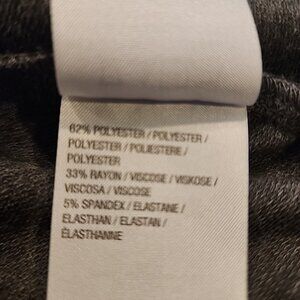 62% POLYESTER / POLYESTER /
POLYESTER / POLIESTERE /
POLYESTER
33% RAYON / VISCOSE / VISKOSE /
VISCOSA / VISCOSE
5% SPANDEX / ELASTANE /
ELASTHAN / ELASTAN /
ÉLASTHANNE